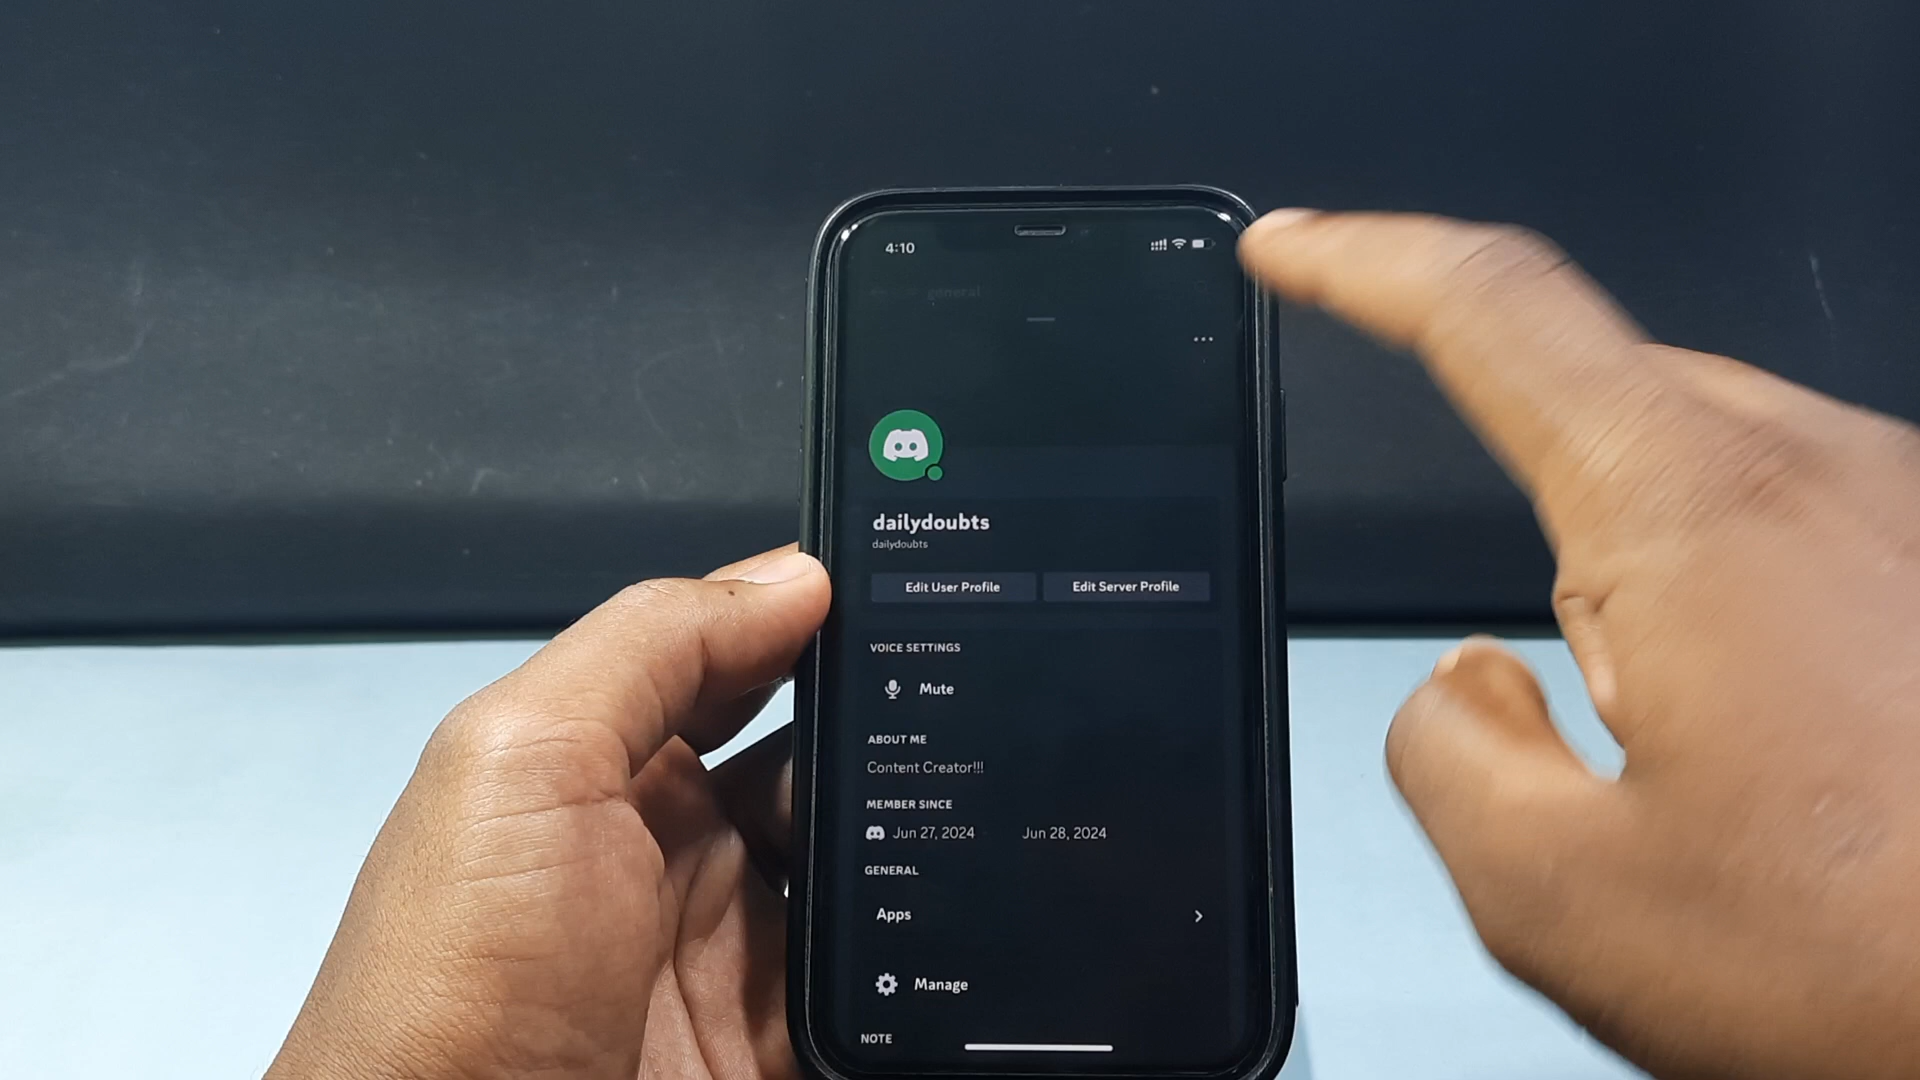 4:10
general
dailydoubts
dailydoubts
Edit User Profile
Edit Server Profile
VOICE SETTINGS
Mute
ABOUT ME
Content Creator!!!
MEMBER SINCE
Jun 27, 2024
Jun 28, 2024
GENERAL
Apps
Manage
NOTE